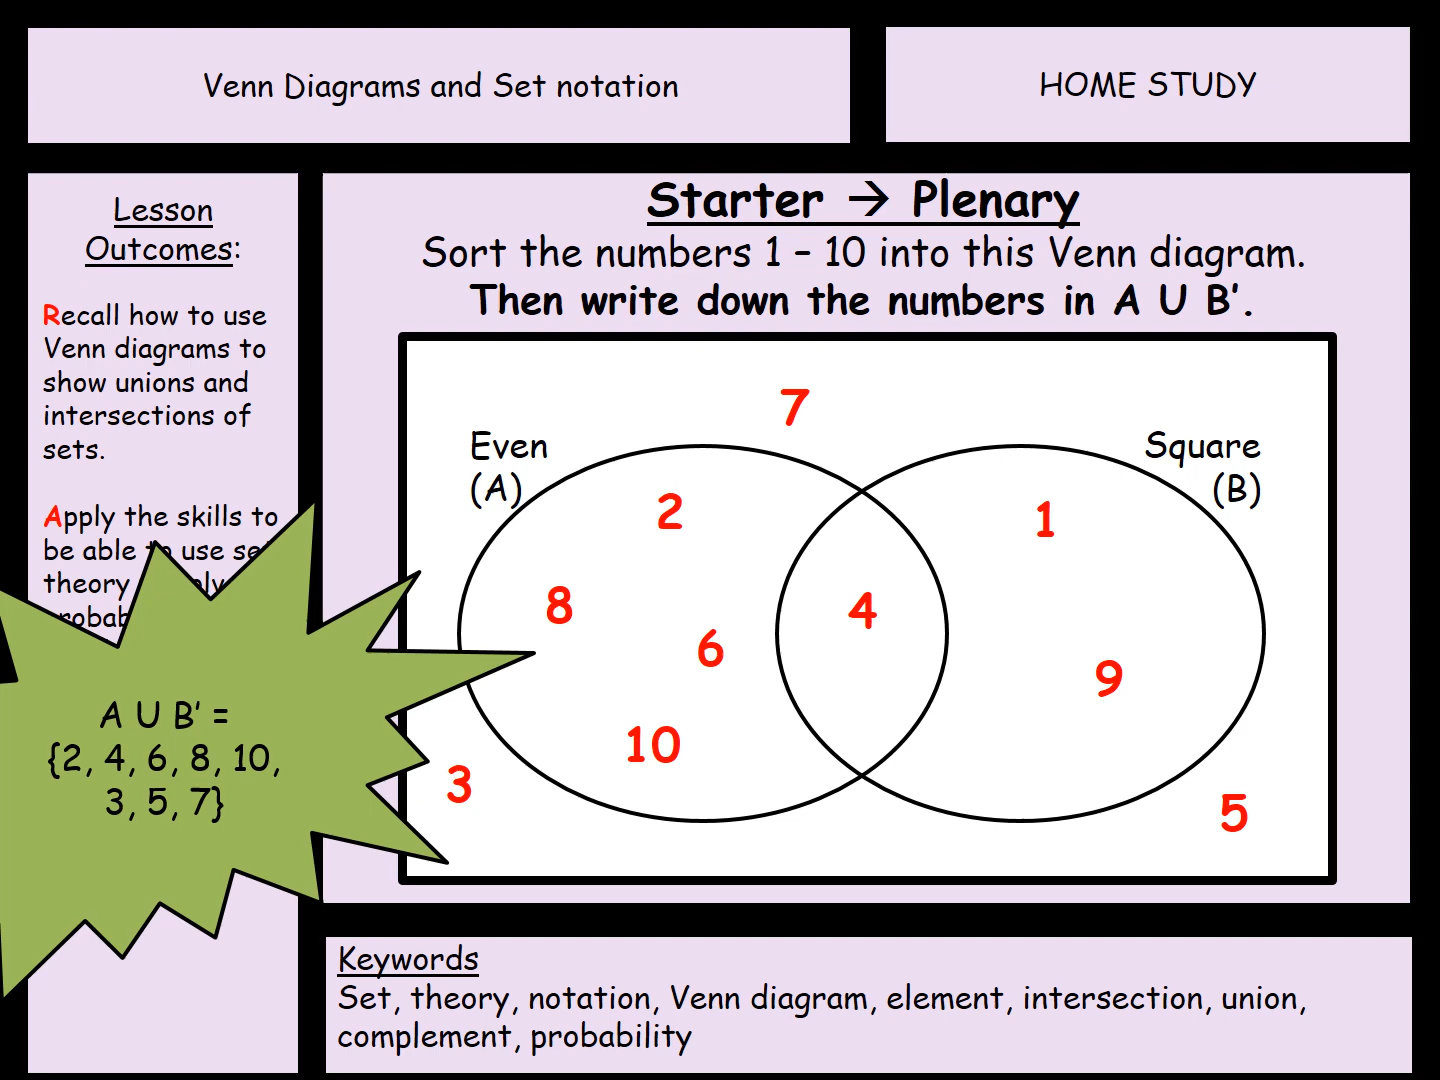 Venn Diagrams and Set notation
HOME STUDY
Lesson
Outcomes:
Recall how to use
Venn diagrams to
show unions and
intersections of
sets.
Apply the skills to
be able to use
theory
Starter → Plenary
Sort the numbers 1 – 10 into this Venn diagram.
Then write down the numbers in A U B′.
7
Even
(A)
Square
(B)
2
1
8
4
6
9
10
3
5
A U B′ =
{2, 4, 6, 8, 10,
3, 5, 7}
Keywords
Set, theory, notation, Venn diagram, element, intersection, union,
complement, probability